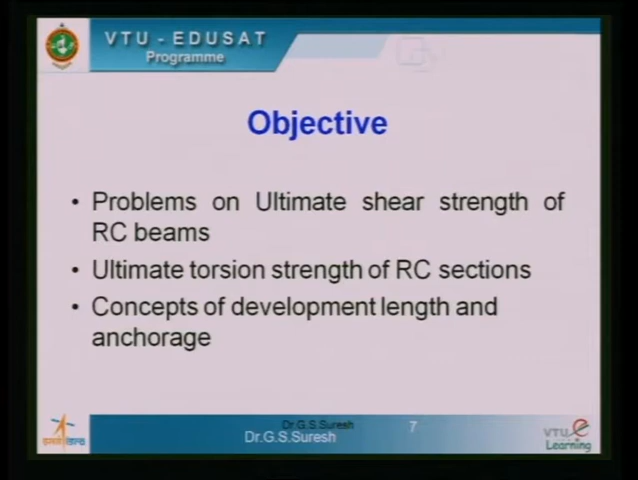 VTU - EDUSAT
Programme
Objective
• Problems on Ultimate shear strength of
RC beams
• Ultimate torsion strength of RC sections
• Concepts of development length and
anchorage
Dr.G.S.Suresh
Dr.G.S.Suresh
7
VTU e
Learning